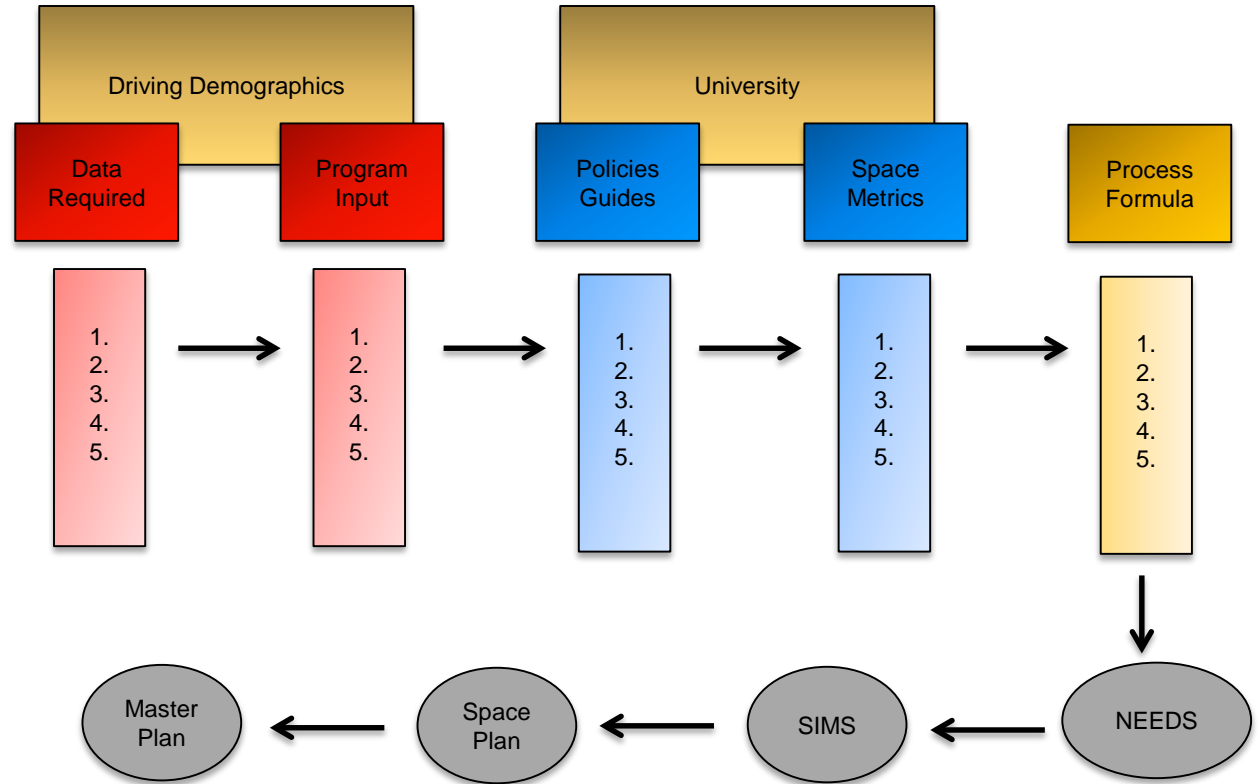 Driving Demographics
University
Data
Required
Program
Input
Policies
Guides
Space
Metrics
Process
Formula
1.
2.
3.
4.
5.
1.
2.
3.
4.
5.
1.
2.
3.
4.
5.
1.
2.
3.
4.
5.
1.
2.
3.
4.
5.
Master
Plan
Space
Plan
SIMS
NEEDS